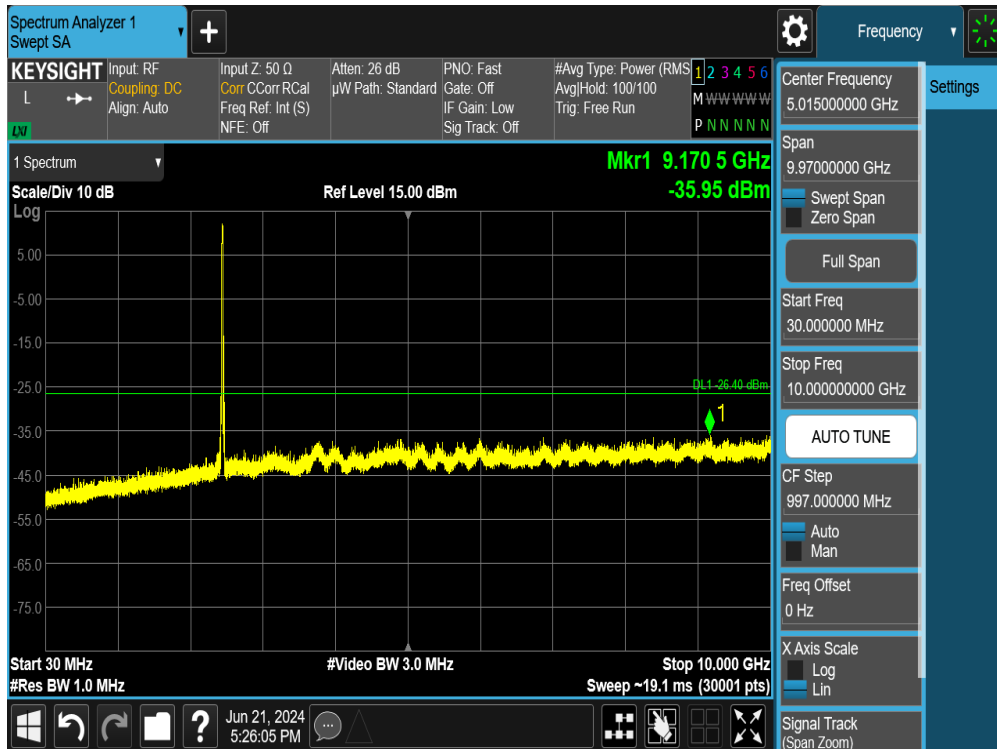 Spectrum Analyzer 1
Swept SA
+
Frequency
KEYSIGHT
L
LXI
Input: RF
Coupling: DC
Align: Auto
Input Z: 50 Ω
Corr CCorr RCal
Freq Ref: Int (S)
NFE: Off
Atten: 26 dB
µW Path: Standard
PNO: Fast
Gate: Off
IF Gain: Low
Sig Track: Off
#Avg Type: Power (RMS
Avg|Hold: 100/100
Trig: Free Run
1 2 3 4 5 6
M W W W W W W
P N N N N N
1 Spectrum
Mkr1 9.170 5 GHz
Scale/Div 10 dB
Ref Level 15.00 dBm
-35.95 dBm
Log
5.00
-5.00
-15.0
-25.0
-35.0
-45.0
-55.0
-65.0
-75.0
DL1 -26.40 dBm
1
Start 30 MHz
#Video BW 3.0 MHz
Stop 10.000 GHz
#Res BW 1.0 MHz
Sweep ~19.1 ms (30001 pts)
Center Frequency
5.015000000 GHz
Span
9.97000000 GHz
Swept Span
Zero Span
Full Span
Start Freq
30.000000 MHz
Stop Freq
10.000000000 GHz
AUTO TUNE
CF Step
997.000000 MHz
Auto
Man
Freq Offset
0 Hz
X Axis Scale
Log
Lin
Signal Track
(Span Zoom)
Settings
?
Jun 21, 2024
5:26:05 PM